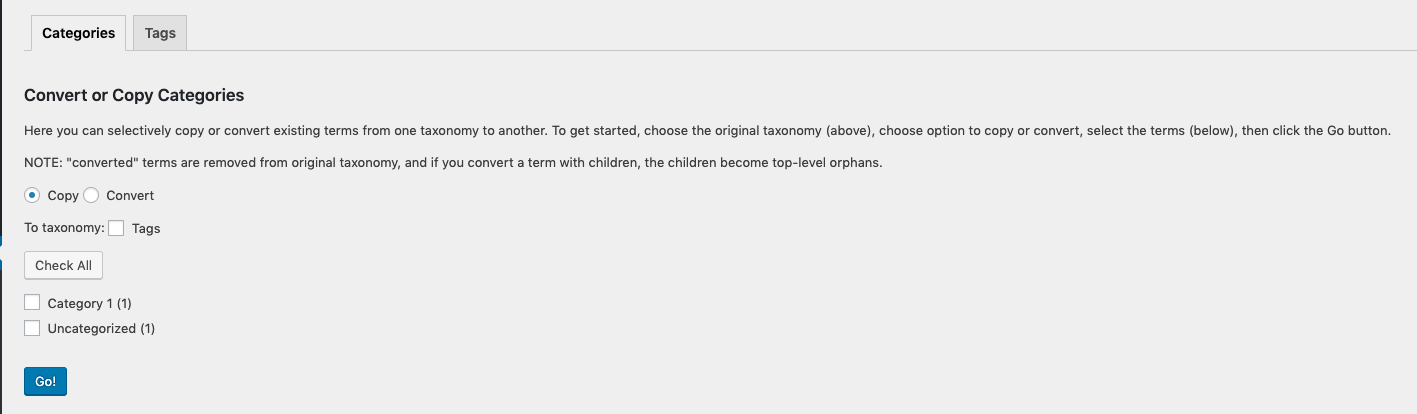 Categories
Tags
Convert or Copy Categories
Here you can selectively copy or convert existing terms from one taxonomy to another. To get started, choose the original taxonomy (above), choose option to copy or convert, select the terms (below), then click the Go button.
NOTE: "converted" terms are removed from original taxonomy, and if you convert a term with children, the children become top-level orphans.
Copy Convert
To taxonomy: Tags
Check All
Category 1 (1)
Uncategorized (1)
Go!